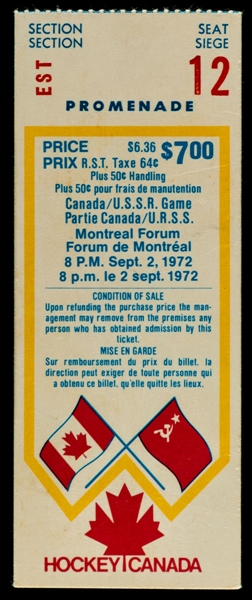 SECTION SEAT
SECTION SIEGE
EST 12
PROMENADE
PRICE $6.36 $7.00
PRIX R.S.T. Taxe 64¢
Plus 50¢ Handling
Plus 50¢ pour frais de manutention
Canada/U.S.S.R. Game
Partie Canada/U.R.S.S.
Montreal Forum
Forum de Montréal
8 P.M. Sept. 2, 1972
8 p.m. le 2 sept. 1972
CONDITION OF SALE
Upon refunding the purchase price the man-
agement may remove from the premises any
person who has obtained admission by this
ticket.
MISE EN GARDE
Sur remboursement du prix du billet, la
direction peut exiger de toute personne qui
a obtenu ce billet, qu'elle quitte les lieux.
HOCKEY CANADA